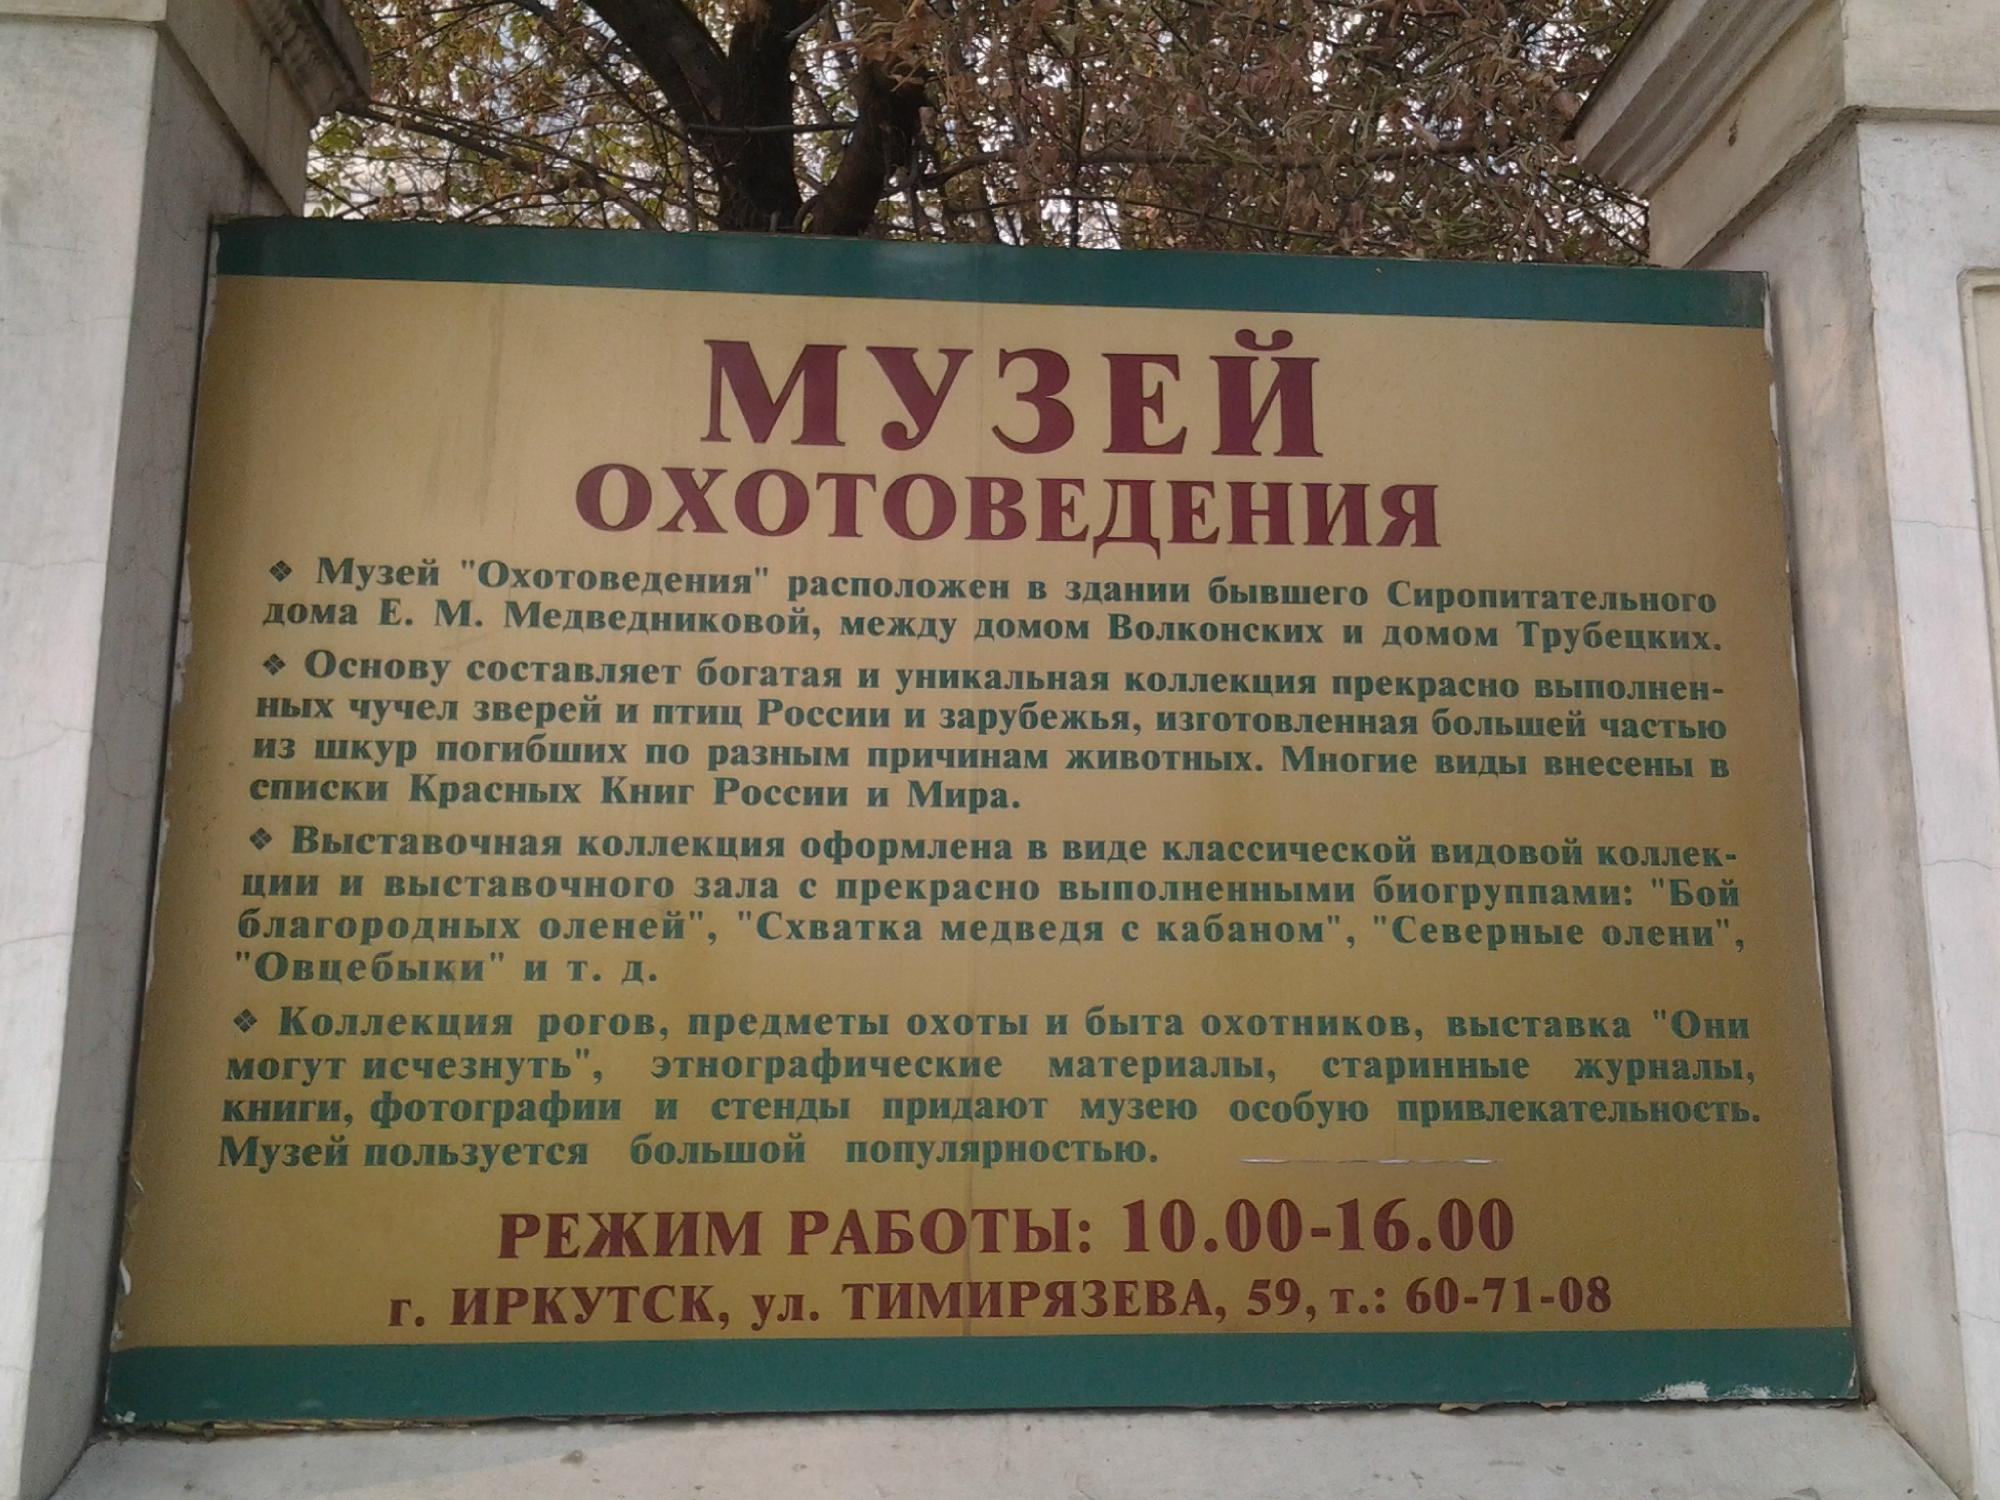 МУЗЕЙ
ОХОТОВЕДЕНИЯ
❖ Музей "Охотоведения" расположен в здании бывшего Сиропитательного
дома Е. М. Медведниковой, между домом Волконских и домом Трубецких.
❖ Основу составляет богатая и уникальная коллекция прекрасно выполнен-
ных чучел зверей и птиц России и зарубежья, изготовленная большей частью
из шкур погибших по разным причинам животных. Многие виды внесены в
списки Красных Книг России и Мира.
❖ Выставочная коллекция оформлена в виде классической видовой коллек-
ции и выставочного зала с прекрасно выполненными биогруппами: "Бой
благородных оленей", "Схватка медведя с кабаном", "Северные олени",
"Овцебыки" и т. д.
❖ Коллекция рогов, предметы охоты и быта охотников, выставка "Они
могут исчезнуть", этнографические материалы, старинные журналы,
книги, фотографии и стенды придают музею особую привлекательность.
Музей пользуется большой популярностью.
РЕЖИМ РАБОТЫ: 10.00-16.00
г. ИРКУТСК, ул. ТИМИРЯЗЕВА, 59, т.: 60-71-08